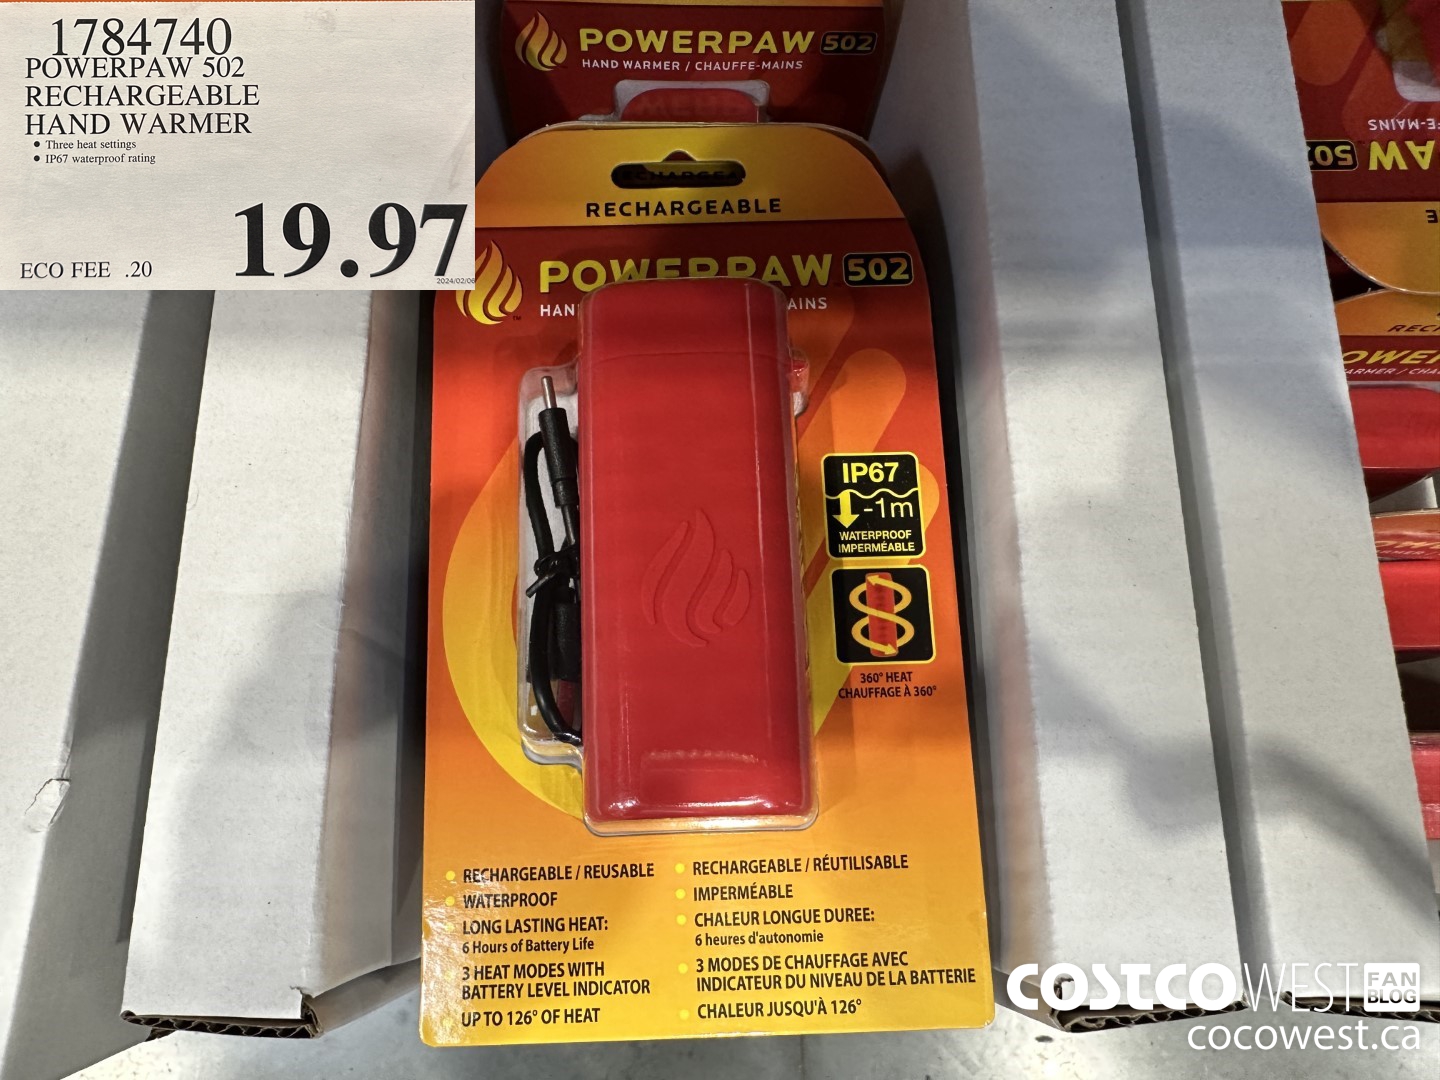 1784740
POWERPAW 502
RECHARGEABLE
HAND WARMER
• Three heat settings
• IP67 waterproof rating
19.97
ECO FEE .20
2024/02/06
POWERPAW 502
HAND WARMER / CHAUFFE-MAINS
RECHARGEABLE
POWERPAW 502
IP67
-1m
WATERPROOF
IMPERMÉABLE
360° HEAT
CHAUFFAGE À 360°
• RECHARGEABLE / REUSABLE
• WATERPROOF
• LONG LASTING HEAT:
6 Hours of Battery Life
• 3 HEAT MODES WITH
BATTERY LEVEL INDICATOR
• UP TO 126° OF HEAT
• RECHARGEABLE / RÉUTILISABLE
• IMPERMÉABLE
• CHALEUR LONGUE DUREE:
6 heures d'autonomie
• 3 MODES DE CHAUFFAGE AVEC
INDICATEUR DU NIVEAU DE LA BATTERIE
• CHALEUR JUSQU'À 126°
502
COSTCO WEST FAN BLOG
cocowest.ca